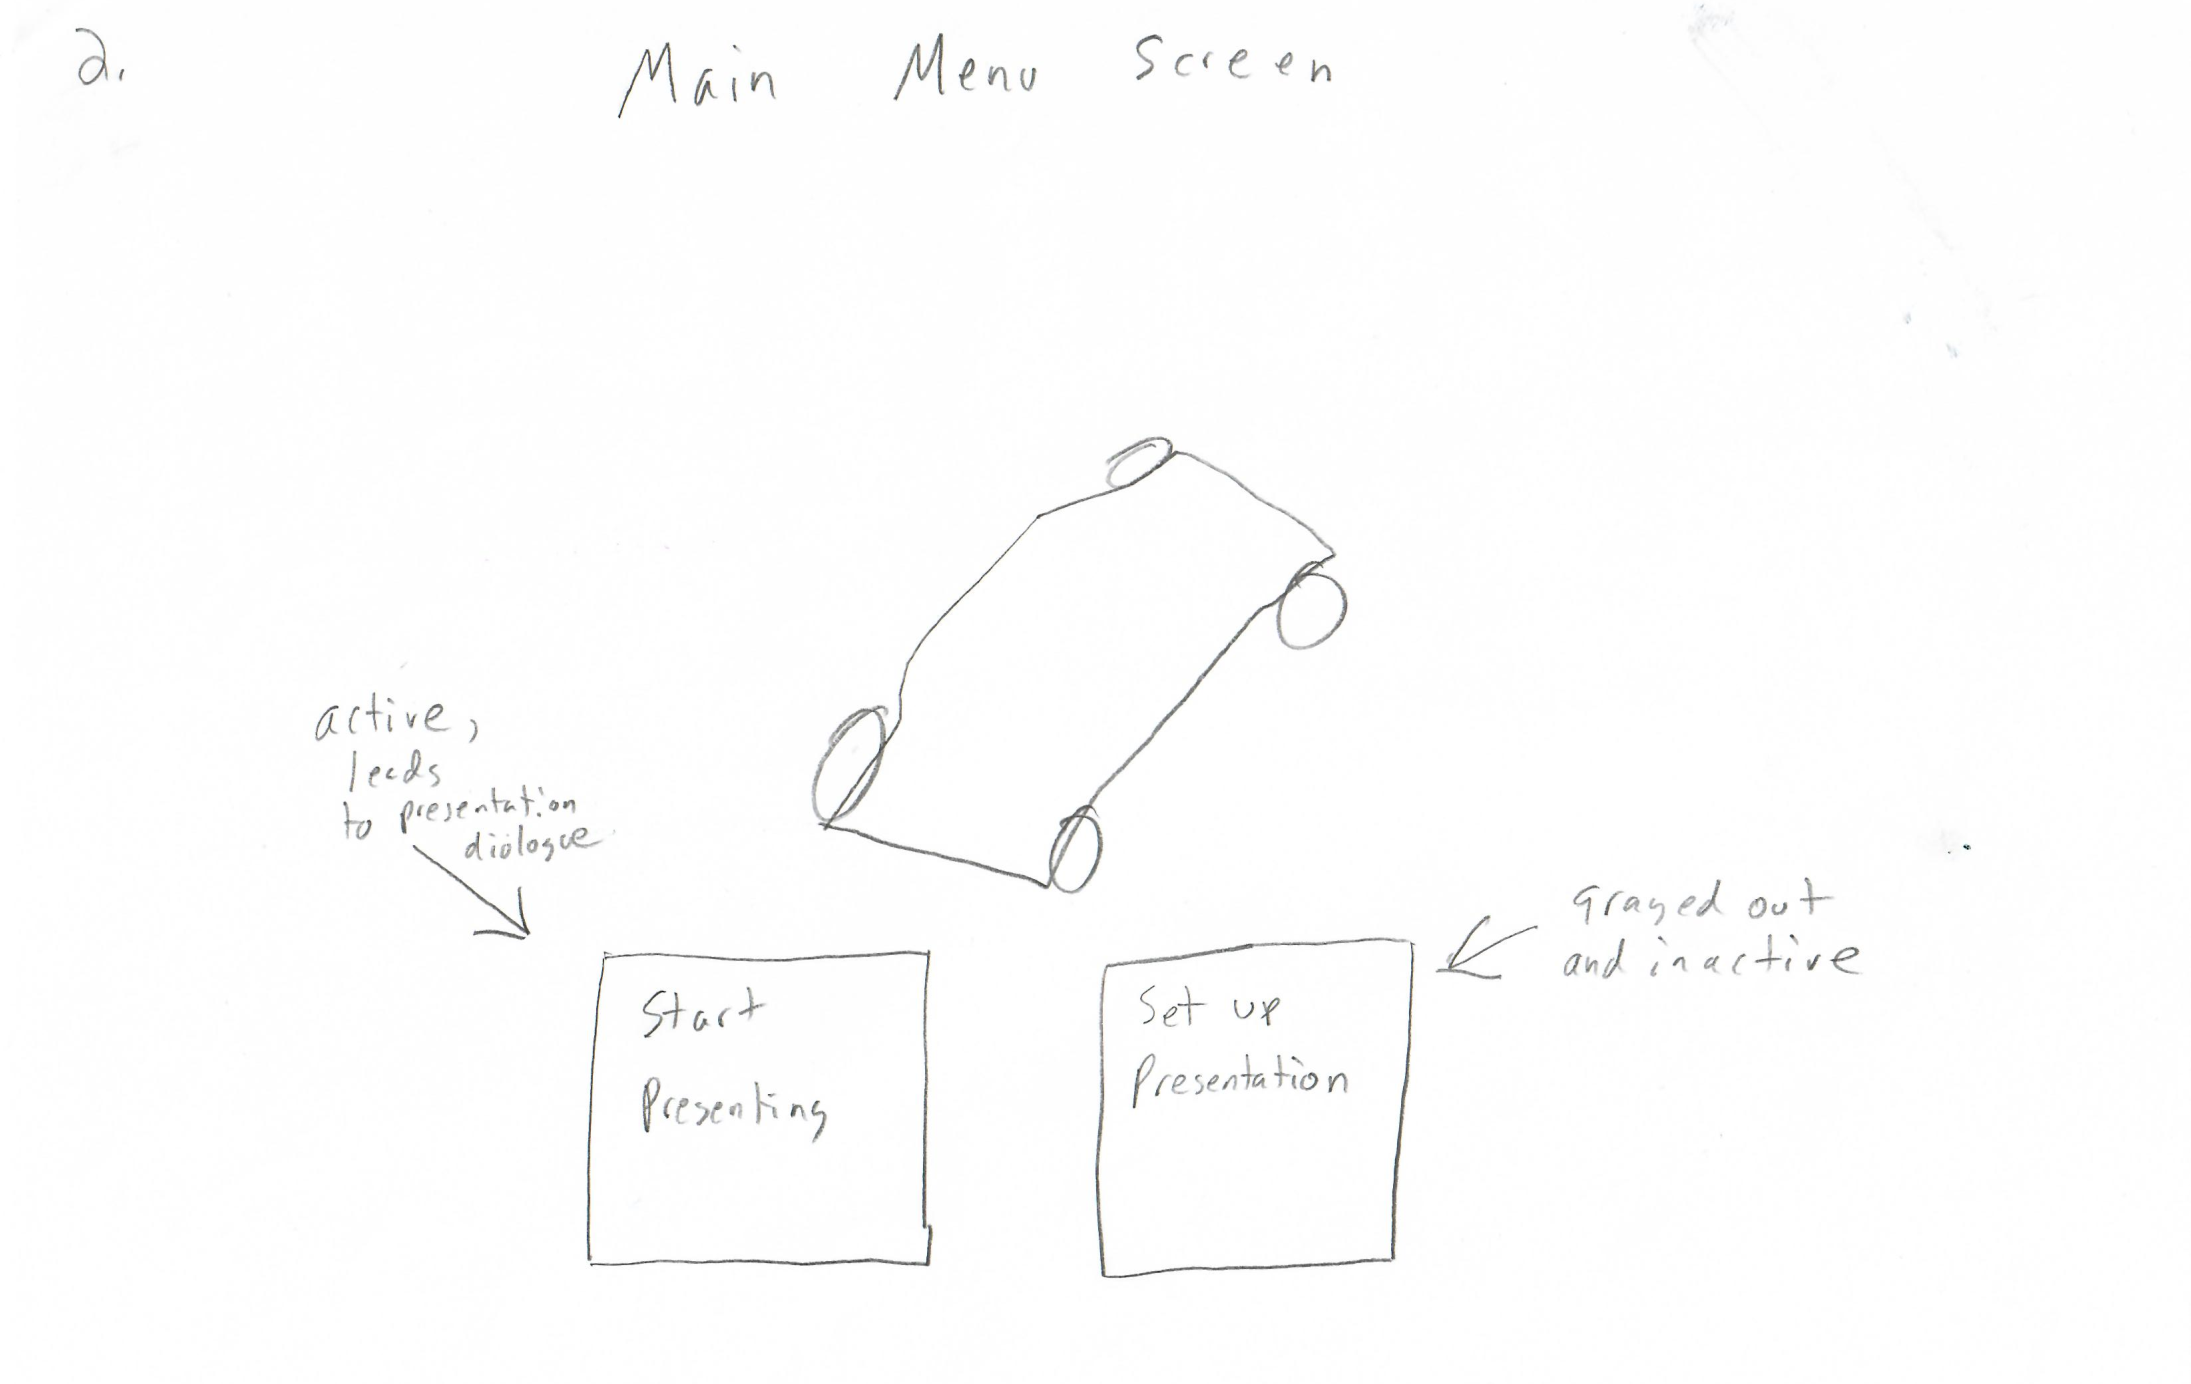 2.
Main Menu Screen
active,
leads
to presentation
diologue
Grayed out
and inactive
Start
Presenting
Set up
Presentation